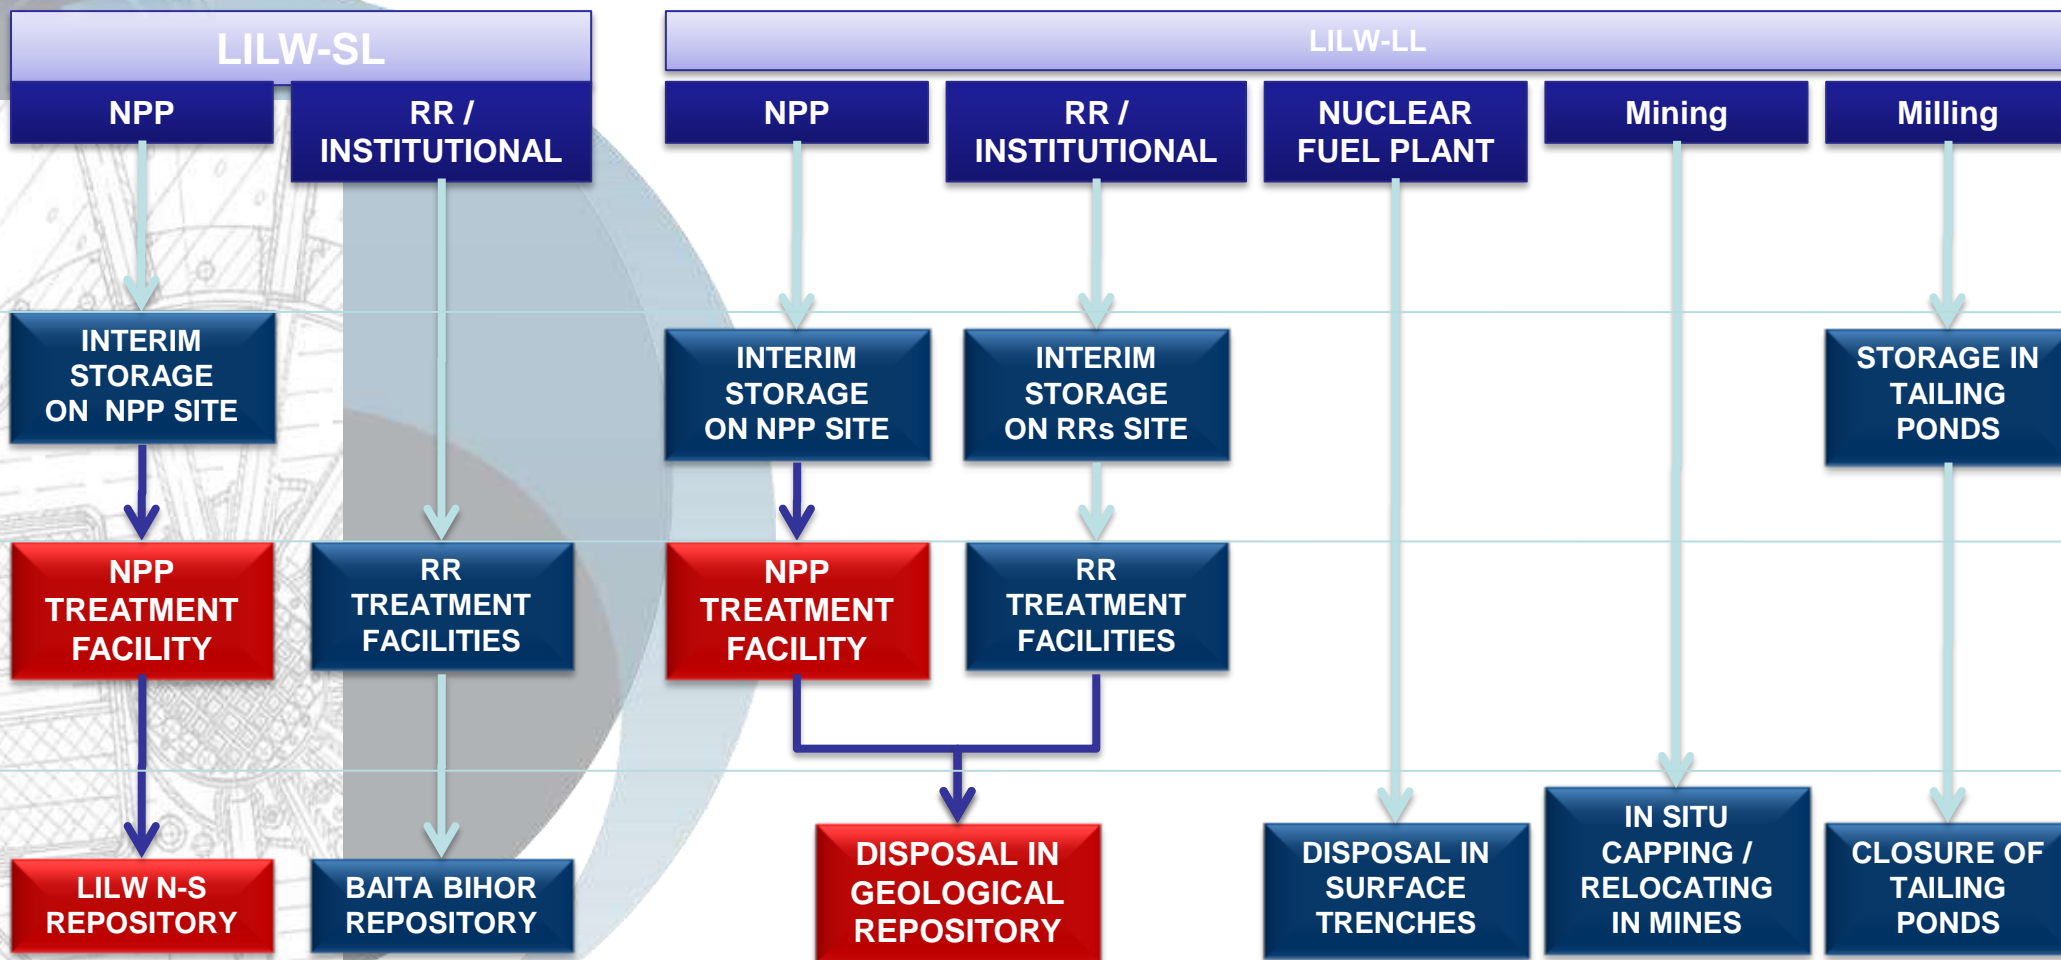 LILW-SL
LILW-LL
NPP
RR /
INSTITUTIONAL
NPP
RR /
INSTITUTIONAL
NUCLEAR
FUEL PLANT
Mining
Milling
INTERIM
STORAGE
ON NPP SITE
INTERIM
STORAGE
ON NPP SITE
INTERIM
STORAGE
ON RRs SITE
STORAGE IN
TAILING
PONDS
NPP
TREATMENT
FACILITY
RR
TREATMENT
FACILITIES
NPP
TREATMENT
FACILITY
RR
TREATMENT
FACILITIES
LILW N-S
REPOSITORY
BAITA BIHOR
REPOSITORY
DISPOSAL IN
GEOLOGICAL
REPOSITORY
DISPOSAL IN
SURFACE
TRENCHES
IN SITU
CAPPING /
RELOCATING
IN MINES
CLOSURE OF
TAILING
PONDS